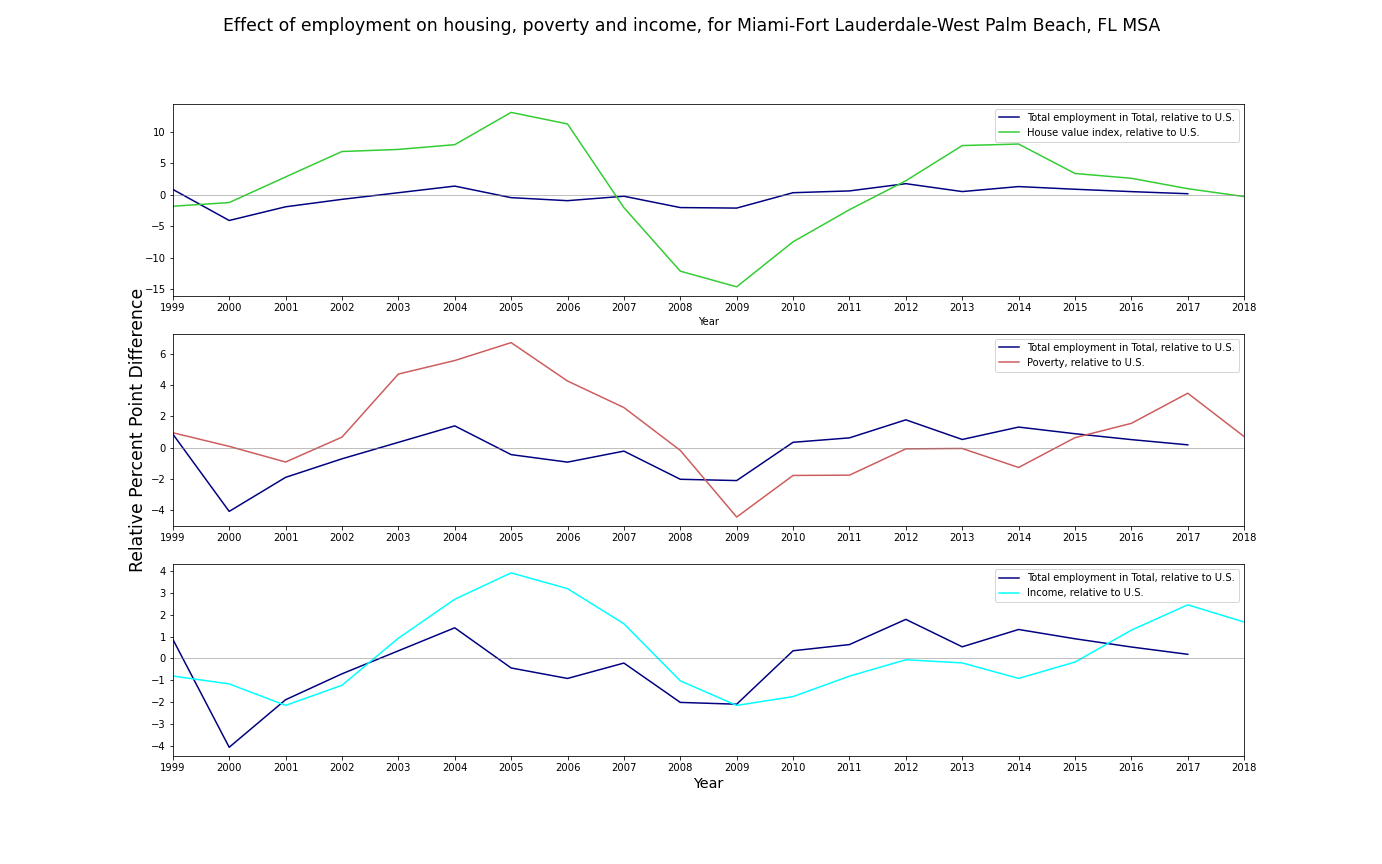 Effect of employment on housing, poverty and income, for Miami-Fort Lauderdale-West Palm Beach, FL MSA
Relative Percent Point Difference
Total employment in Total, relative to U.S.
House value index, relative to U.S.
10
5
0
−5
−10
−15
1999 2000 2001 2002 2003 2004 2005 2006 2007 2008 2009 2010 2011 2012 2013 2014 2015 2016 2017 2018
Year
Total employment in Total, relative to U.S.
Poverty, relative to U.S.
6
4
2
0
−2
−4
1999 2000 2001 2002 2003 2004 2005 2006 2007 2008 2009 2010 2011 2012 2013 2014 2015 2016 2017 2018
Total employment in Total, relative to U.S.
Income, relative to U.S.
4
3
2
1
0
−1
−2
−3
−4
1999 2000 2001 2002 2003 2004 2005 2006 2007 2008 2009 2010 2011 2012 2013 2014 2015 2016 2017 2018
Year